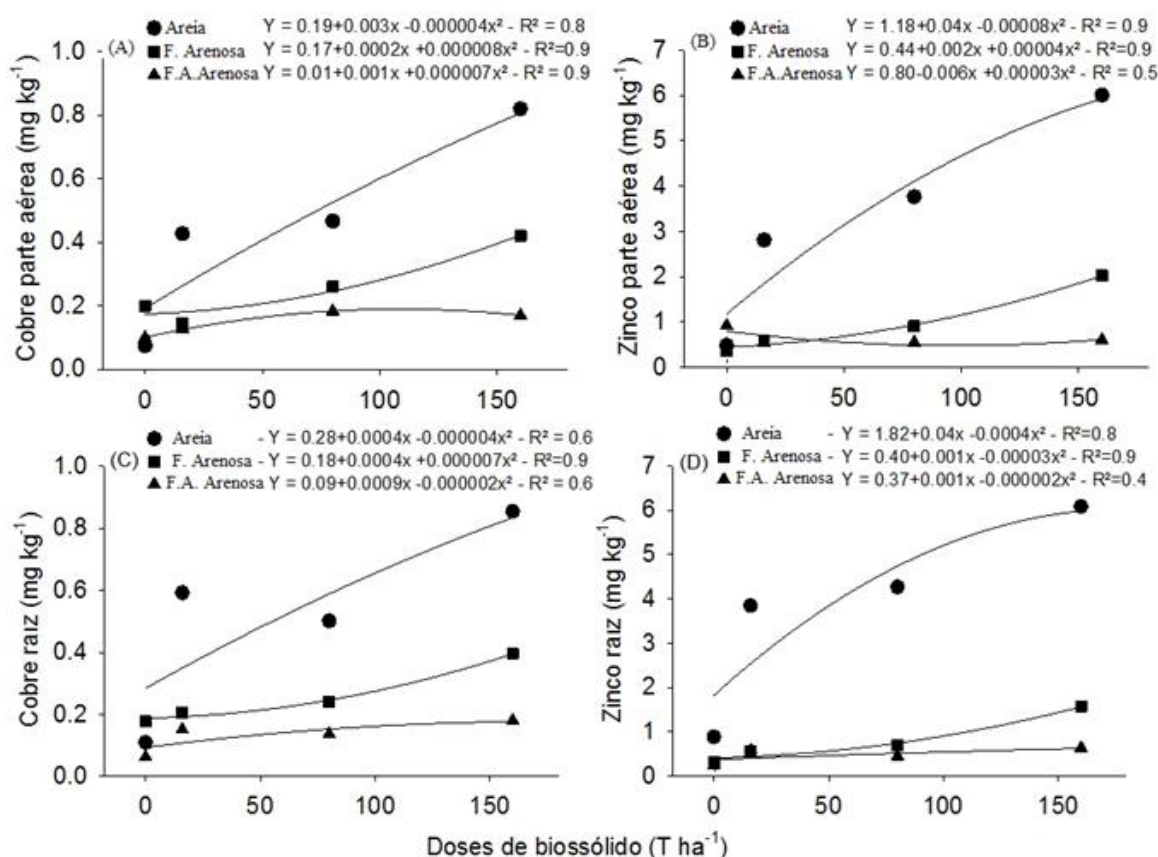 (A) Areia Y = 0.19+0.003x -0.000004x² - R² = 0.8
F. Arenosa Y = 0.17+0.0002x +0.000008x² - R²=0.9
F.A.Arenosa Y = 0.01+0.001x +0.000007x² - R² = 0.9
Cobre parte aérea (mg kg⁻¹)
1.0
0.8
0.6
0.4
0.2
0.0
0 50 100 150
(B) Areia Y = 1.18+0.04x -0.00008x² - R² = 0.9
F. Arenosa Y = 0.44+0.002x +0.00004x² - R² =0.9
F.A.Arenosa Y = 0.80-0.006x +0.00003x² - R² = 0.5
Zinco parte aérea (mg kg⁻¹)
7
6
5
4
3
2
1
0
0 50 100 150
(C) Areia - Y = 0.28+0.0004x -0.000004x² - R² = 0.6
F. Arenosa - Y = 0.18+0.0004x +0.000007x² - R²=0.9
F.A. Arenosa Y = 0.09+0.0009x -0.000002x² - R² = 0.6
Cobre raız (mg kg⁻¹)
1.0
0.8
0.6
0.4
0.2
0.0
0 50 100 150
(D) Areia - Y = 1.82+0.04x -0.0004x² - R²=0.8
F. Arenosa - Y = 0.40+0.001x -0.00003x² - R²=0.9
F.A. Arenosa Y = 0.37+0.001x -0.000002x² - R²=0.4
Zinco raız (mg kg⁻¹)
7
6
5
4
3
2
1
0
0 50 100 150
Doses de biossólido (T ha⁻¹)